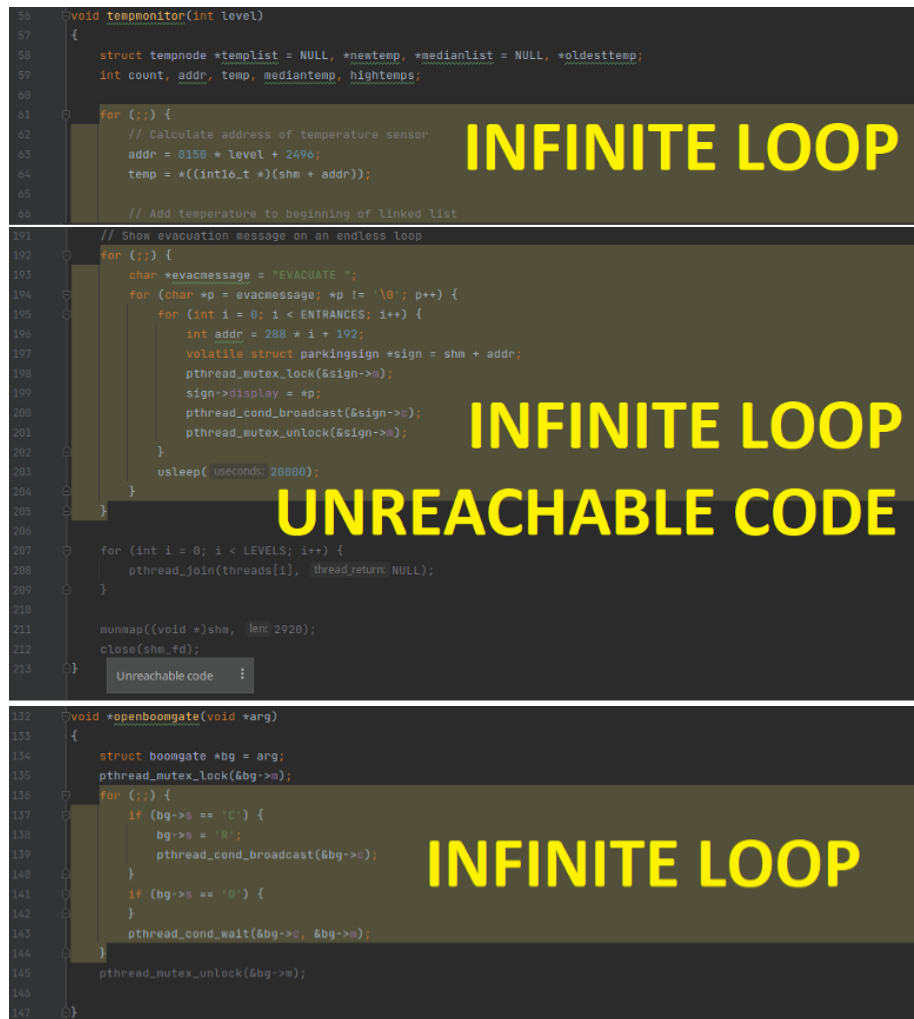 56 void tempmonitor(int level)
57 {
58 struct tempnode *templist = NULL, *newtemp, *medianlist = NULL, *oldesttemp;
59 int count, addr, temp, mediantemp, hightemps;
60
61 for (;;) {
62 // Calculate address of temperature sensor
63 addr = 0150 * level + 2496;
64 temp = *((int16_t *)(shm + addr));
65
66 // Add temperature to beginning of linked list
INFINITE LOOP
191 // Show evacuation message on an endless loop
192 for (;;) {
193 char *evacmessage = "EVACUATE ";
194 for (char *p = evacmessage; *p != '\0'; p++) {
195 for (int i = 0; i < ENTRANCES; i++) {
196 int addr = 288 * i + 192;
197 volatile struct parkingsign *sign = shm + addr;
198 pthread_mutex_lock(&sign->m);
199 sign->display = *p;
200 pthread_cond_broadcast(&sign->c);
201 pthread_mutex_unlock(&sign->m);
202 }
203 usleep( useconds: 20000);
204 }
205 }
206
INFINITE LOOP
UNREACHABLE CODE
207 for (int i = 0; i < LEVELS; i++) {
208 pthread_join(threads[i], thread_return: NULL);
209 }
210
211 munmap((void *)shm, len: 2920);
212 close(shm_fd);
213 }
Unreachable code
132 void *openboomgate(void *arg)
133 {
134 struct boomgate *bg = arg;
135 pthread_mutex_lock(&bg->m);
136 for (;;) {
137 if (bg->s == 'C') {
138 bg->s = 'R';
139 pthread_cond_broadcast(&bg->c);
140 }
141 if (bg->s == 'O') {
142 }
143 pthread_cond_wait(&bg->c, &bg->m);
144 }
145 pthread_mutex_unlock(&bg->m);
146
147 }
INFINITE LOOP